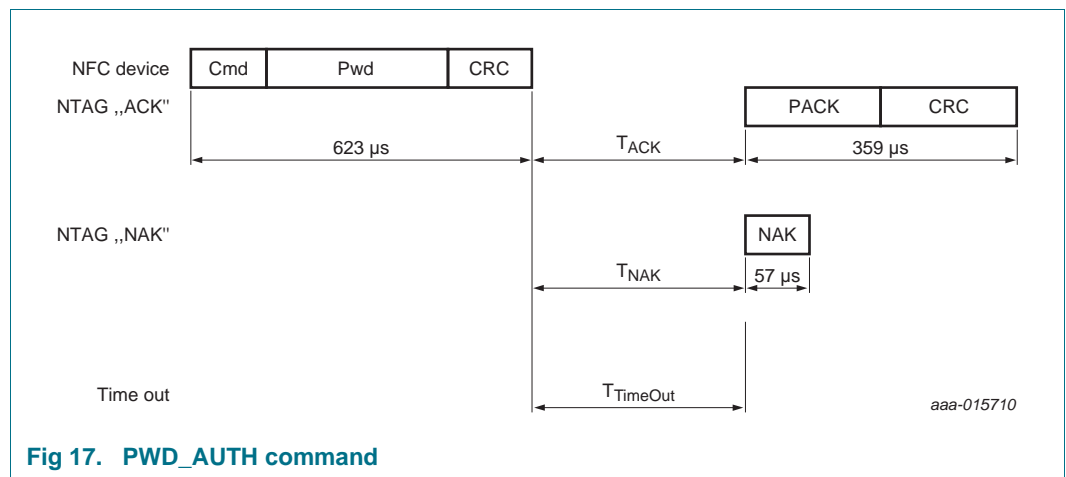 NFC device Cmd Pwd CRC
NTAG ,,ACK" PACK CRC
623 µs TACK 359 µs
NTAG ,,NAK" NAK
TNAK 57 µs
Time out TTimeOut
aaa-015710
Fig 17. PWD_AUTH command